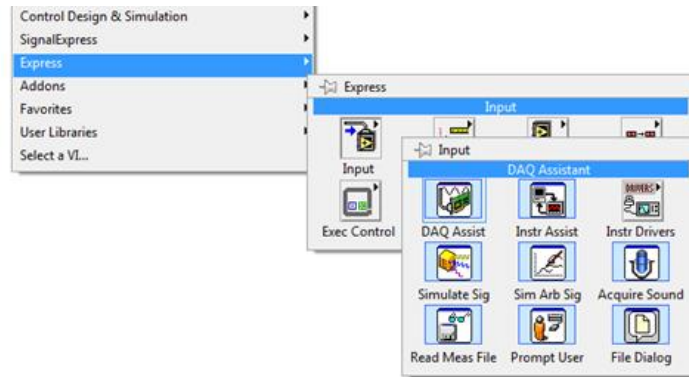 Control Design & Simulation
SignalExpress
Express
Addons
Favorites
User Libraries
Select a VI...
Express
Input
Input
Exec Control
Input
DAQ Assistant
DAQ Assist
Instr Assist
DRIVERS
Instr Drivers
Simulate Sig
Sim Arb Sig
Acquire Sound
Read Meas File
Prompt User
File Dialog